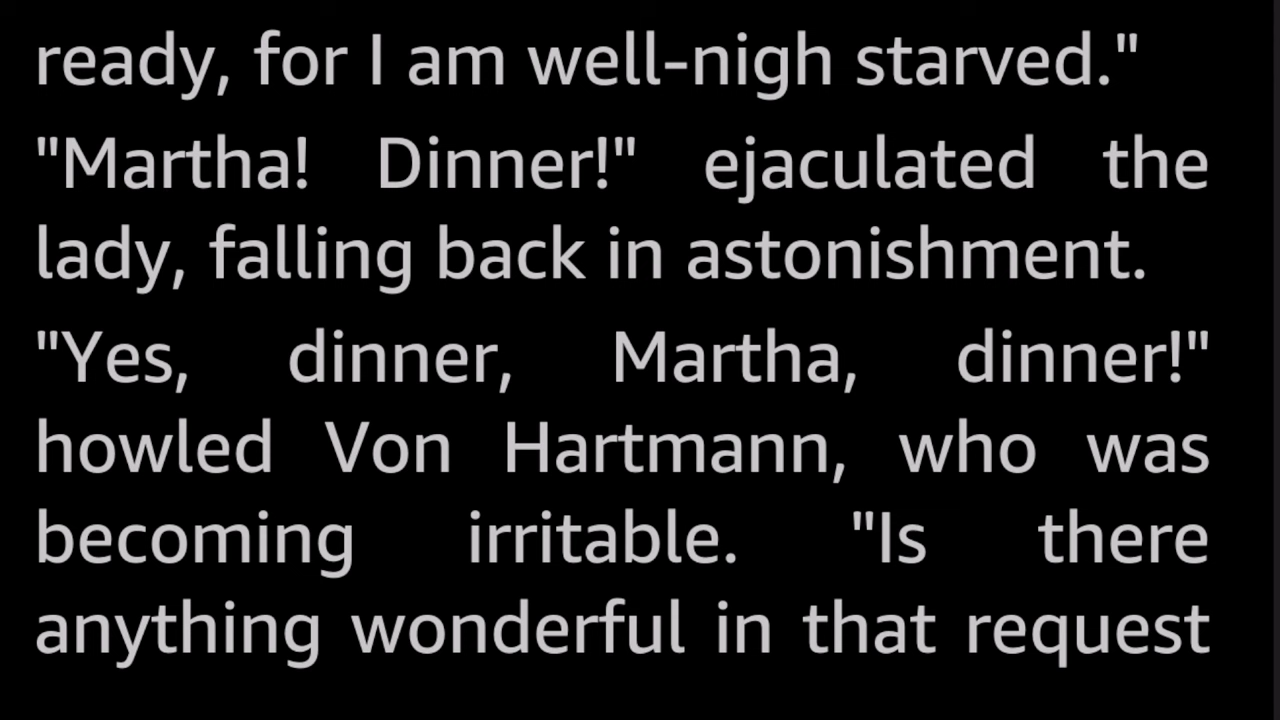 ready, for I am well-nigh starved."
"Martha! Dinner!" ejaculated the
lady, falling back in astonishment.
"Yes, dinner, Martha, dinner!"
howled Von Hartmann, who was
becoming irritable. "Is there
anything wonderful in that request